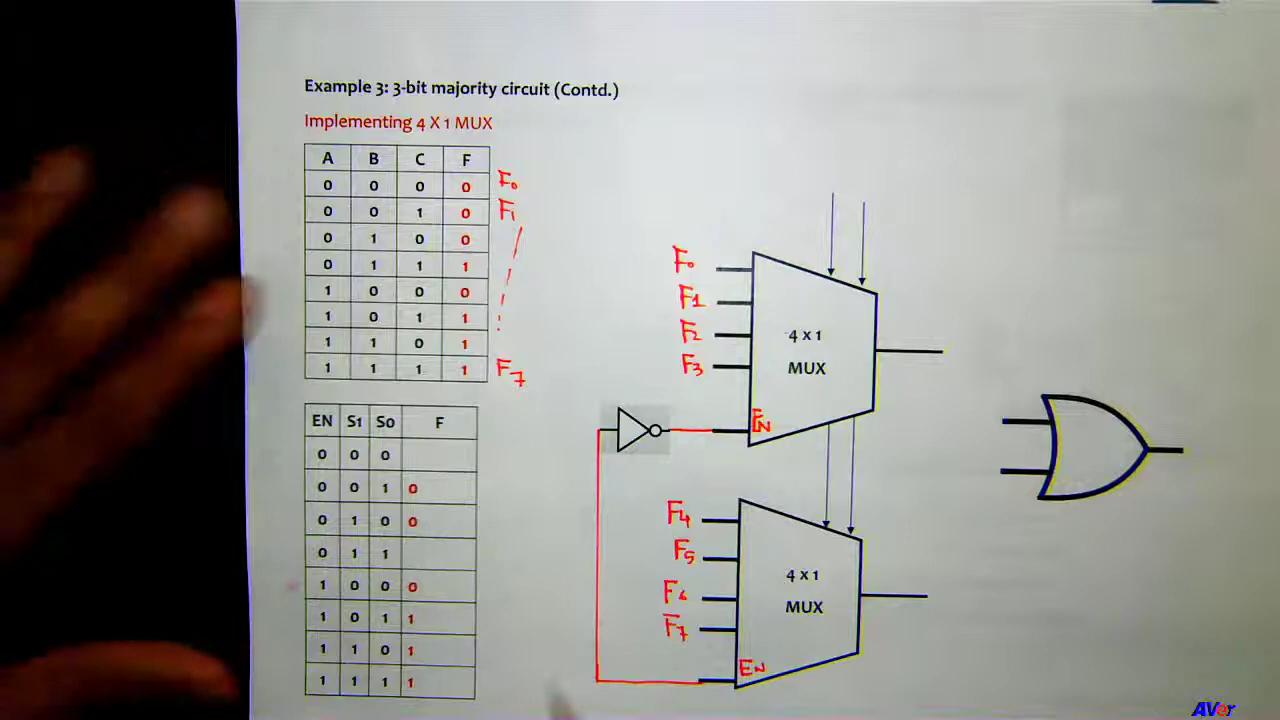 Example 3: 3-bit majority circuit (Contd.)
Implementing 4 X 1 MUX
A B C F
0 0 0 0 F0
0 0 1 0 F1
0 1 0 0
0 1 1 1
1 0 0 0
1 0 1 1
1 1 0 1
1 1 1 1 F7
EN S1 S0 F
0 0 0
0 0 1 0
0 1 0 0
0 1 1
1 0 0 0
1 0 1 1
1 1 0 1
1 1 1 1
F0
F1
F2
F3
4 x 1
MUX
EN
F4
F5
F6
F7
4 x 1
MUX
EN
AVer